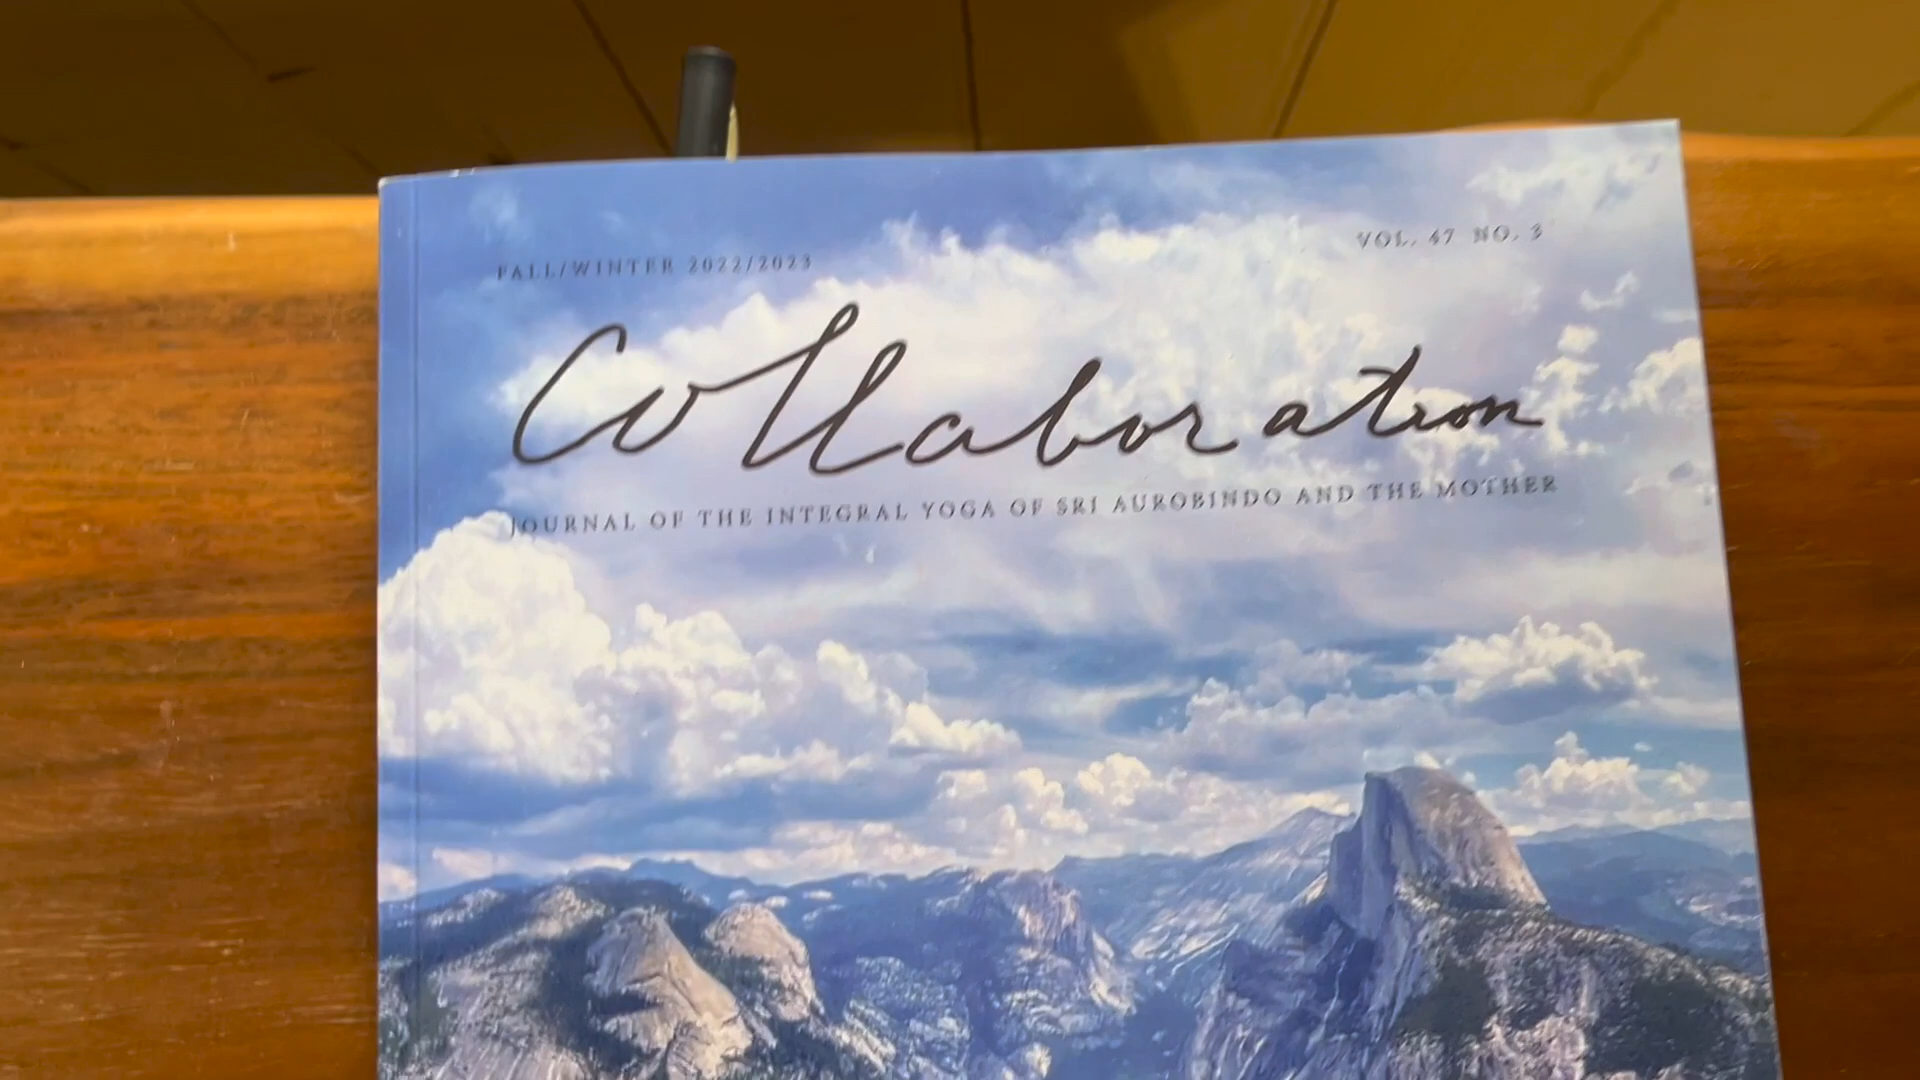 FALL/WINTER 2022/2023
VOL. 47 NO. 3
Collaboration
JOURNAL OF THE INTEGRAL YOGA OF SRI AUROBINDO AND THE MOTHER